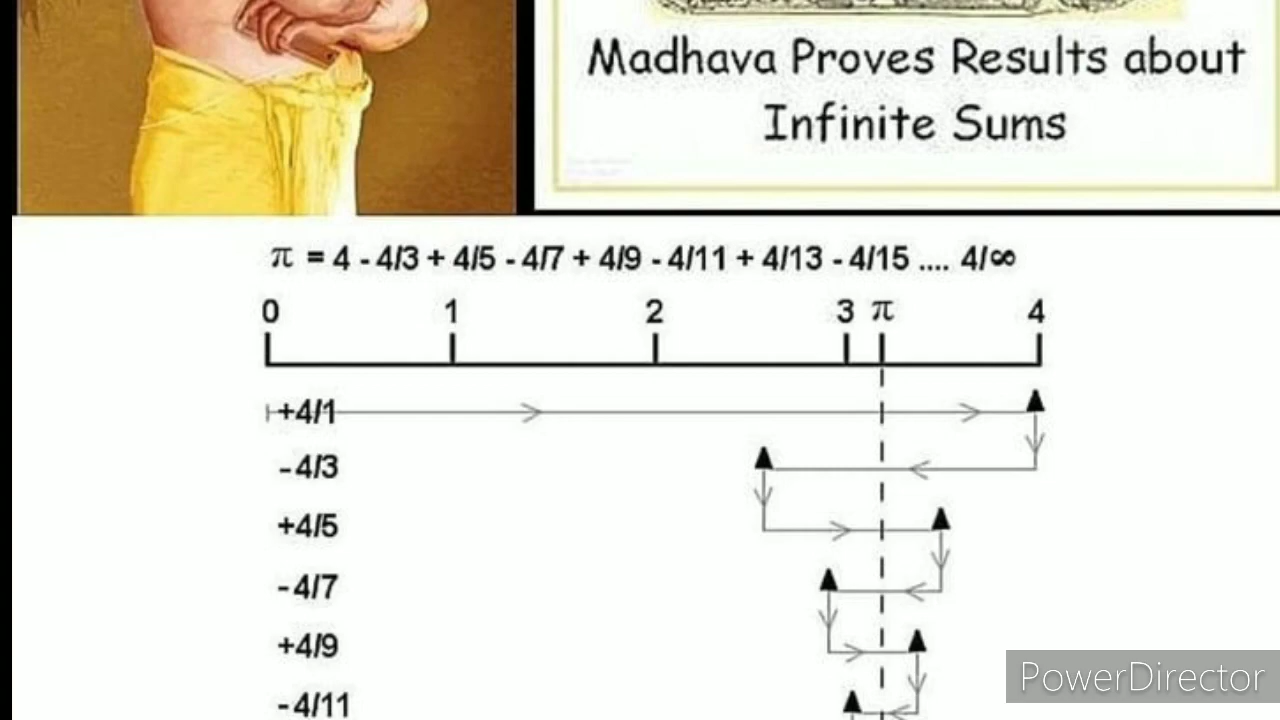 Madhava Proves Results about
Infinite Sums
π = 4 - 4/3 + 4/5 - 4/7 + 4/9 - 4/11 + 4/13 - 4/15 .... 4/∞
0 1 2 3 π 4
+4/1
-4/3
+4/5
-4/7
+4/9
-4/11
PowerDirector